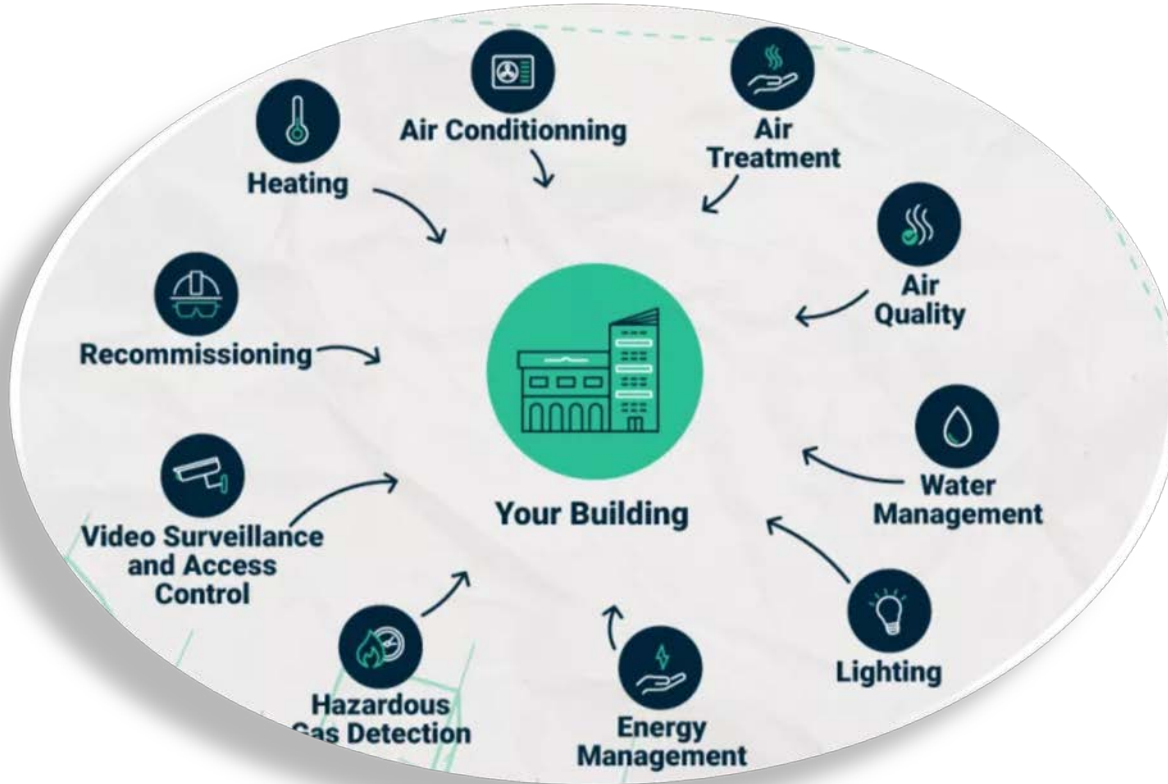 Air Conditionning
Air
Treatment
Heating
Air
Quality
Recommissioning
Water
Management
Your Building
Video Surveillance
and Access
Control
Lighting
Hazardous
Gas Detection
Energy
Management